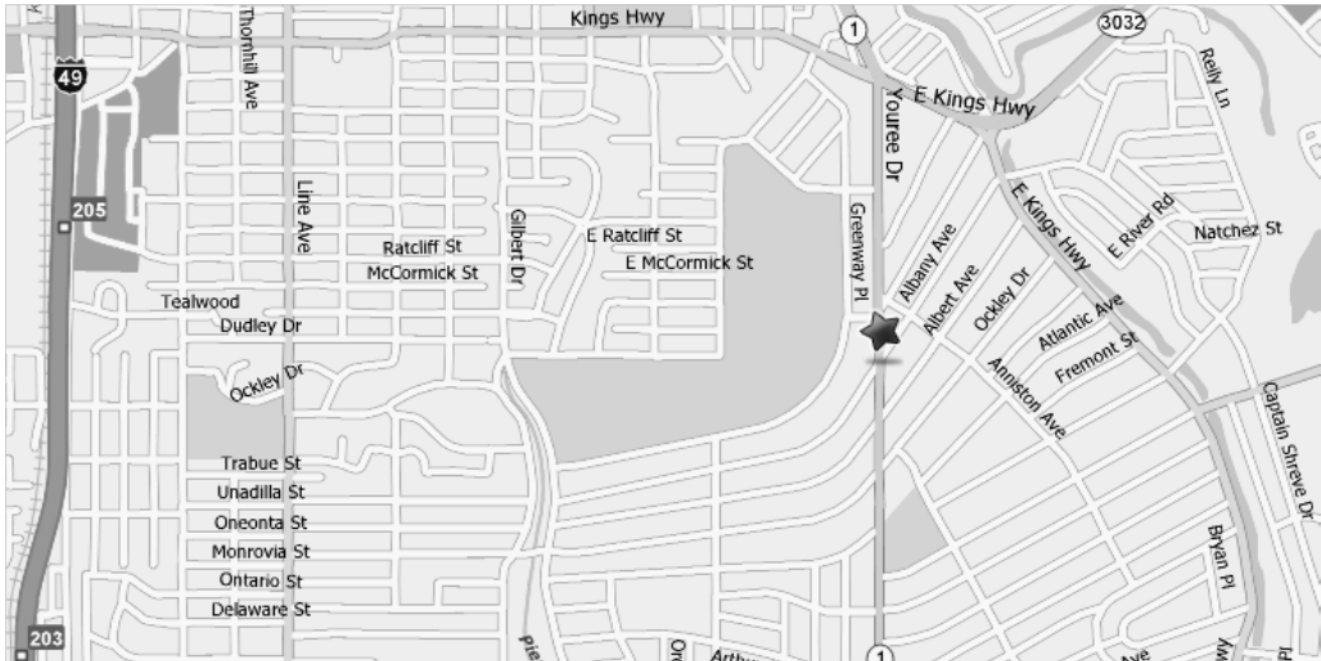 Kings Hwy
1
3032
Thornhill Ave
49
Reily Ln
E Kings Hwy
Youree Dr
Line Ave
205
Gilbert Dr
Ratcliff St
E Ratcliff St
McCormick St
E McCormick St
Greenway Pl
Albany Ave
Albert Ave
Ockley Dr
E Kings Hwy
E River Rd
Natchez St
Tealwood
Dudley Dr
Atlantic Ave
Fremont St
Anniston Ave
Ockley Dr
Captain Shreve Dr
Trabue St
Unadilla St
Oneonta St
Monrovia St
Ontario St
Delaware St
Bryan Pl
203
Pie
Arthu
1
Ave